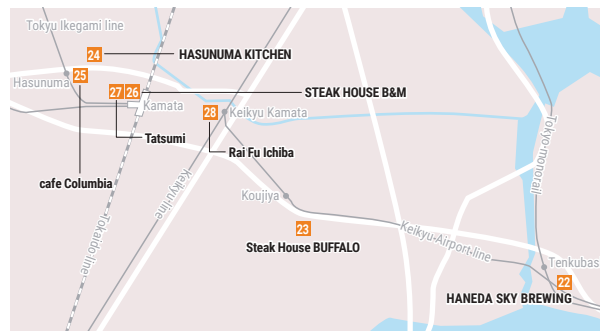 Tokyu Ikegami line
24
HASUNUMA KITCHEN
Hasunuma
25
27
26
STEAK HOUSE B&M
Kamata
28
Keikyu Kamata
Tatsumi
Rai Fu Ichiba
cafe Columbia
Keikyu line
Tokaido line
Tokyo-monorail
Koujiya
23
Steak House BUFFALO
Keikyu-Airport-line
Tenkubas
22
HANEDA SKY BREWING